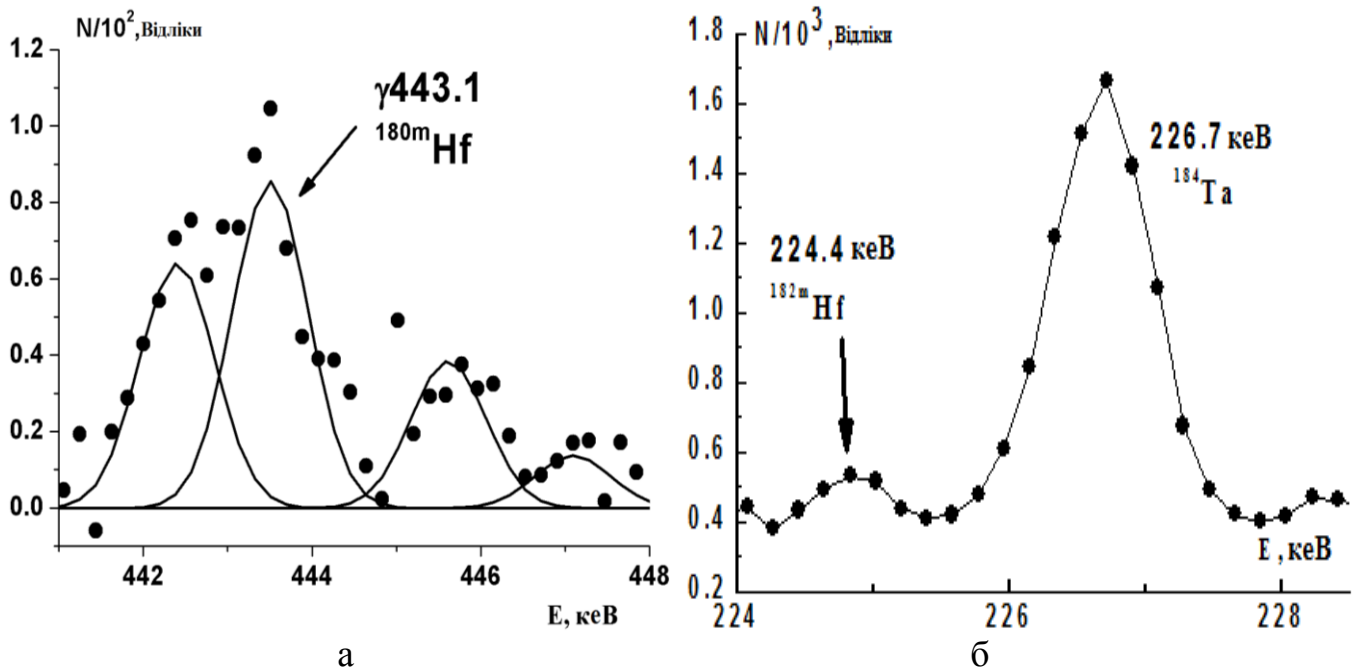 N/10²,Відліки
1.2
1.0
0.8
0.6
0.4
0.2
0.0
γ443.1
¹⁸⁰ᵐHf
442
444
446
448
E, кеВ
а
1.8
1.6
1.4
1.2
1.0
0.8
0.6
0.4
0.2
N/10³,Відліки
226.7 кеВ
¹⁸⁴Ta
224.4 кеВ
¹⁸²ᵐHf
E, кеВ
224
226
228
б